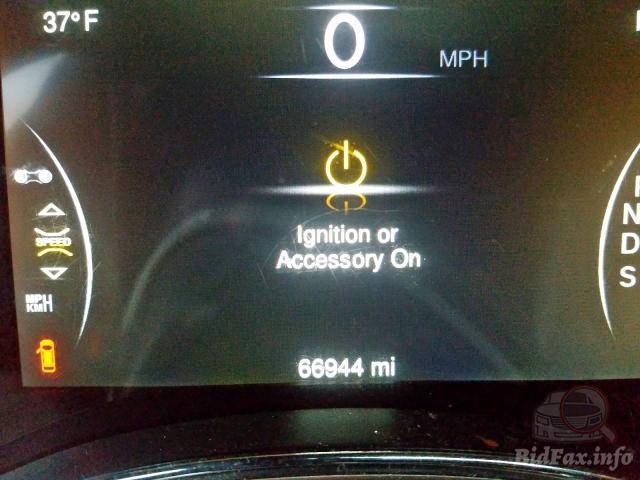 37°F
0
MPH
SPEED
Ignition or
Accessory On
N
D
S
MPH
KM/H
66944 mi
BidFax.info